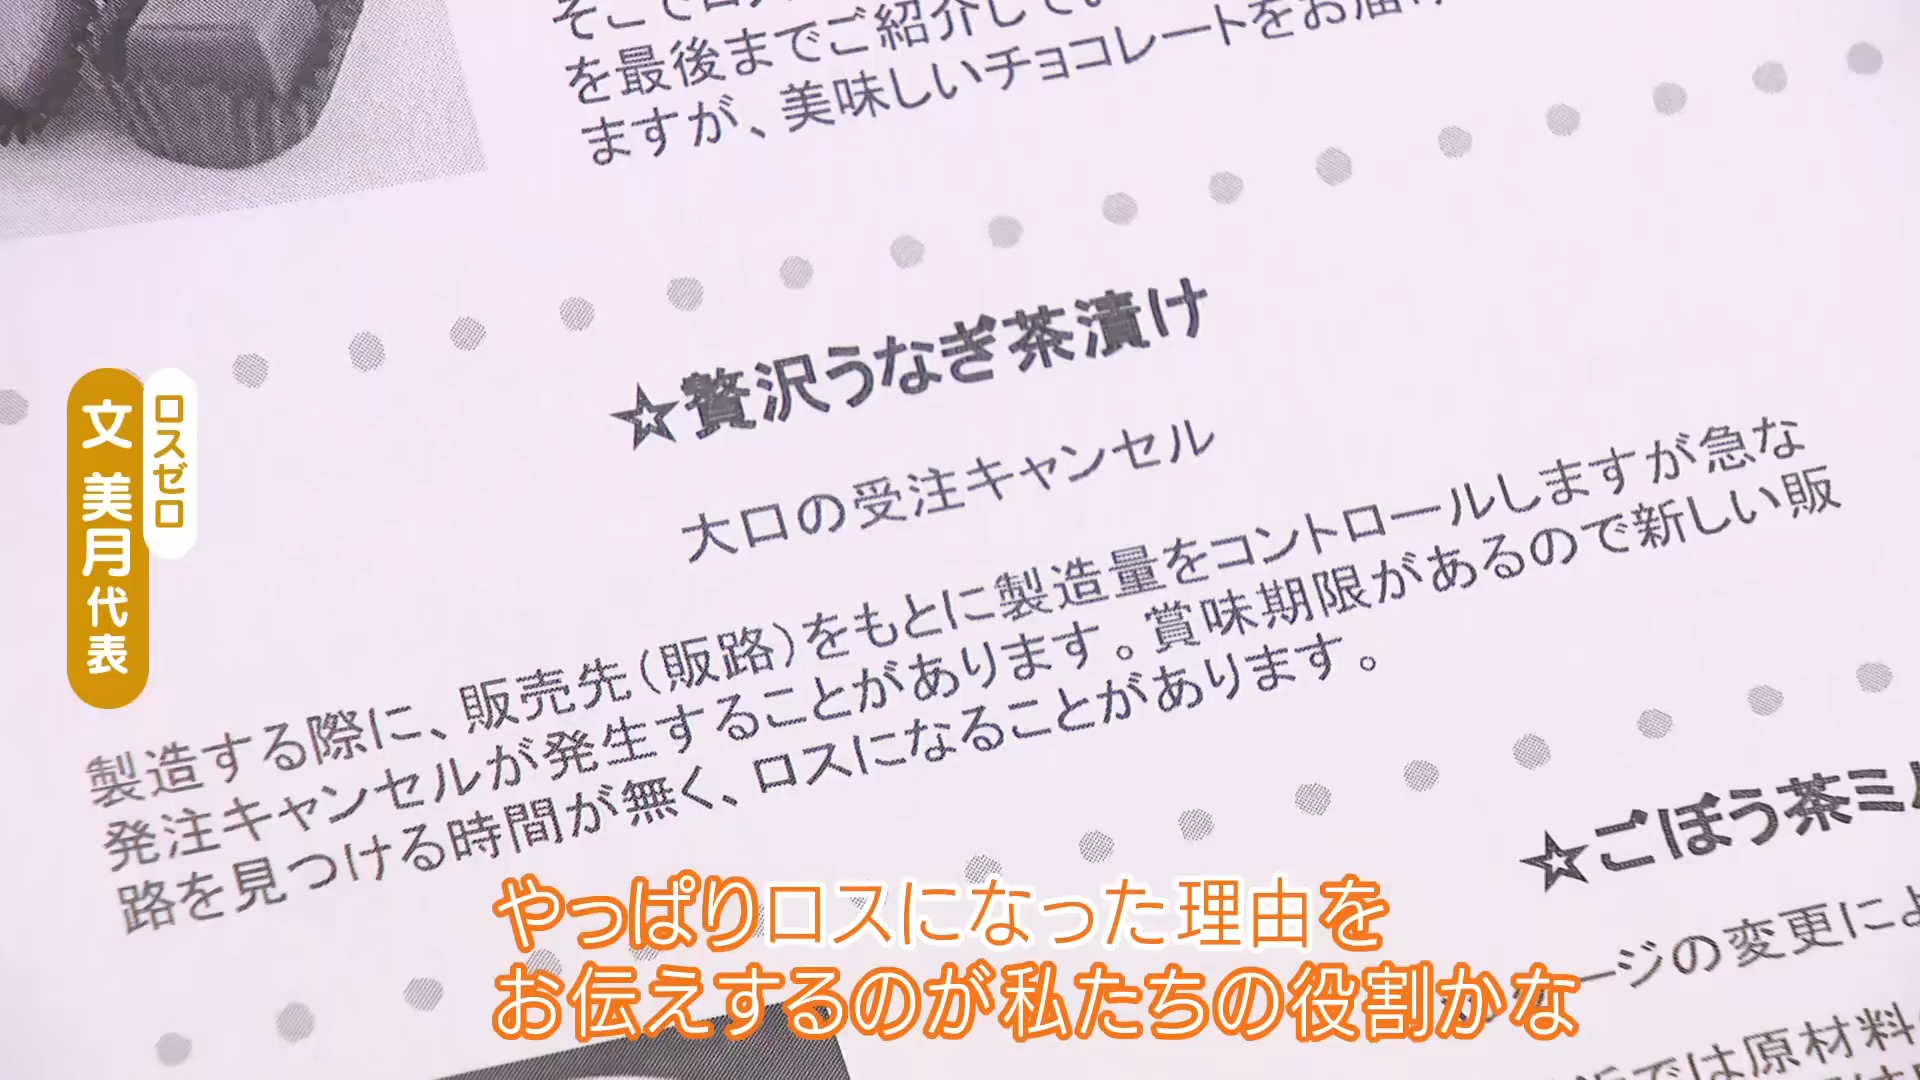 を最後までご紹介して
ますが、美味しいチョコレートをお届け
☆贅沢うなぎ茶漬け
大口の受注キャンセル
製造する際に、販売先(販路)をもとに製造量をコントロールしますが急な
発注キャンセルが発生することがあります。賞味期限があるので新しい販
路を見つける時間が無く、ロスになることがあります。
☆ごぼう茶ミ
ージの変更によ
では原材料
ロスゼロ
文 美月代表
やっぱりロスになった理由を
お伝えするのが私たちの役割かな